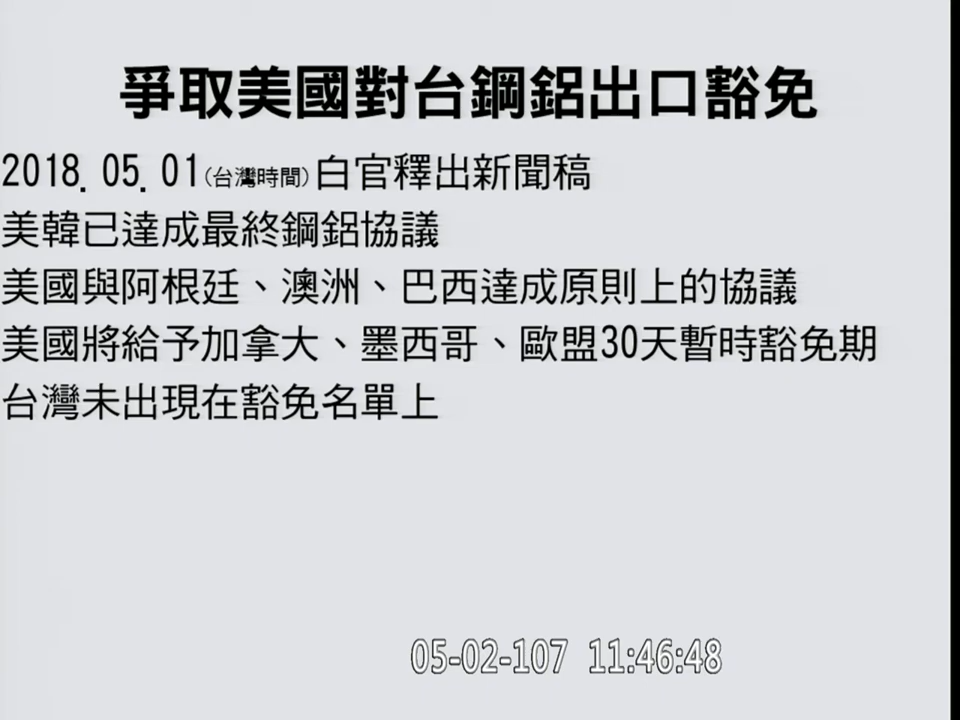 爭取美國對台鋼鋁出口豁免
2018. 05. 01(台灣時間)白官釋出新聞稿
美韓已達成最終鋼鋁協議
美國與阿根廷、澳洲、巴西達成原則上的協議
美國將給予加拿大、墨西哥、歐盟30天暫時豁免期
台灣未出現在豁免名單上
05-02-107 11:46:48